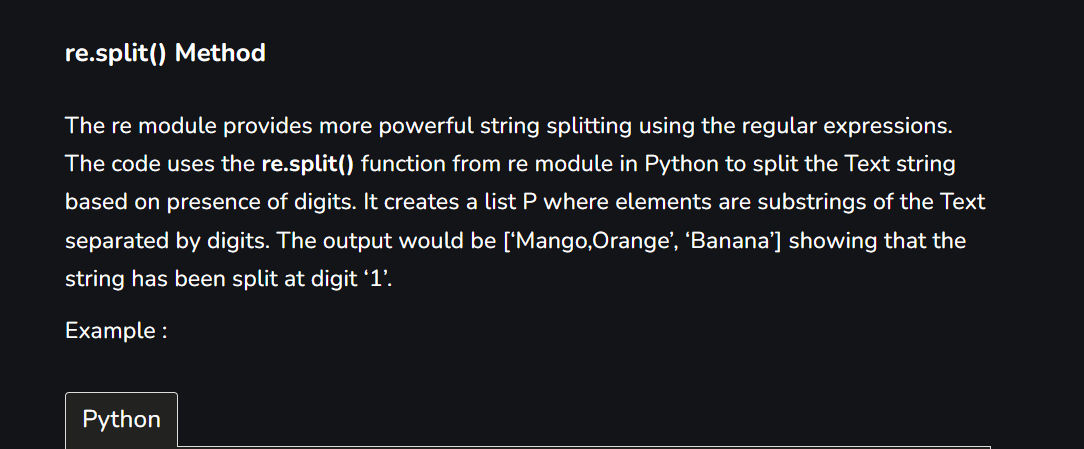 re.split() Method
The re module provides more powerful string splitting using the regular expressions.
The code uses the re.split() function from re module in Python to split the Text string
based on presence of digits. It creates a list P where elements are substrings of the Text
separated by digits. The output would be [‘Mango,Orange’, ‘Banana’] showing that the
string has been split at digit ‘1’.
Example :
Python